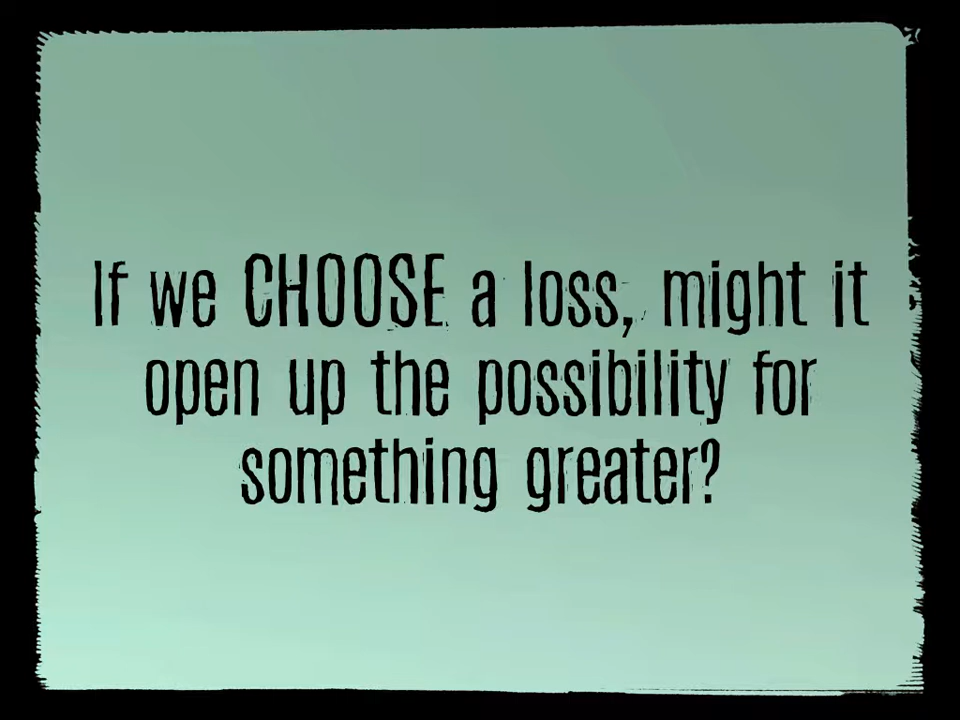 If we CHOOSE a loss, might it
open up the possibility for
something greater?